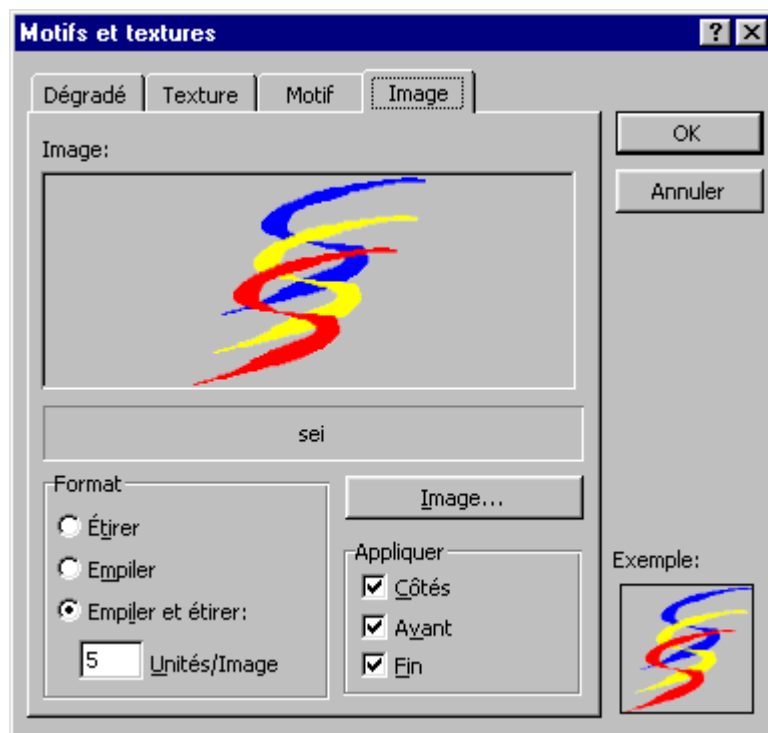 Motifs et textures
Dégradé Texture Motif Image
OK
Image:
Annuler
sei
Format
Image...
Étirer
Appliquer
Empiler
Côtés
Exemple:
Empiler et étirer:
Avant
5 Unités/Image
Fin